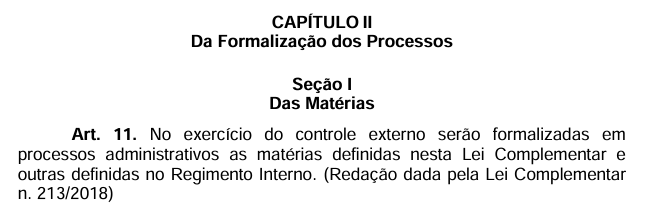 CAPÍTULO II
Da Formalização dos Processos
Seção I
Das Matérias
Art. 11. No exercício do controle externo serão formalizadas em
processos administrativos as matérias definidas nesta Lei Complementar e
outras definidas no Regimento Interno. (Redação dada pela Lei Complementar
n. 213/2018)